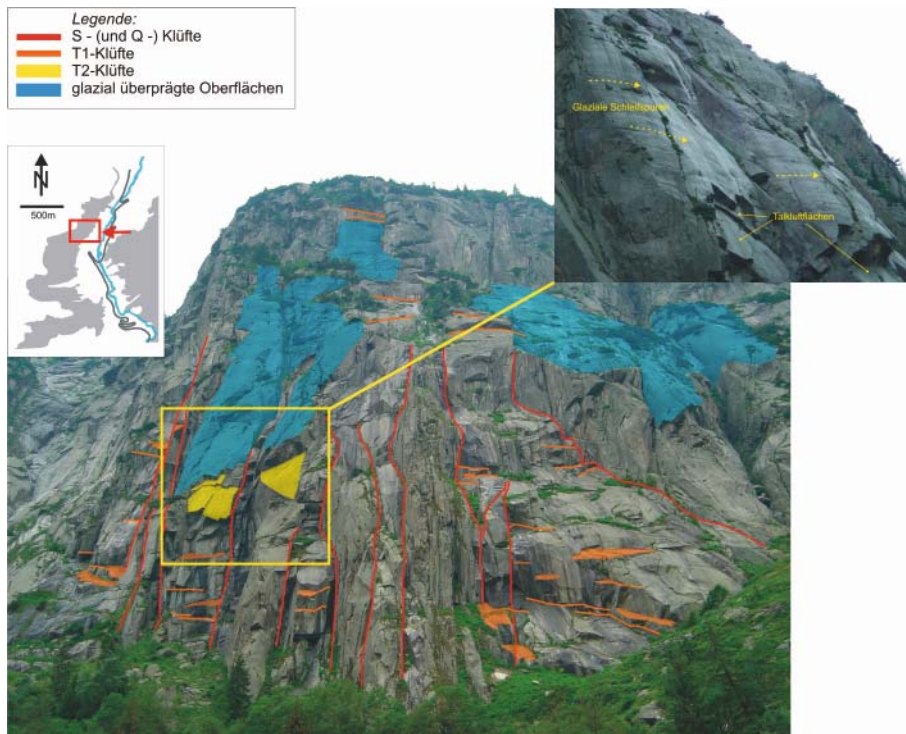 Legende:
S - (und Q -) Klüfte
T1-Klüfte
T2-Klüfte
glazial überprägte Oberflächen
N
500m
Glaziale Schleifspuren
Talkluftflächen